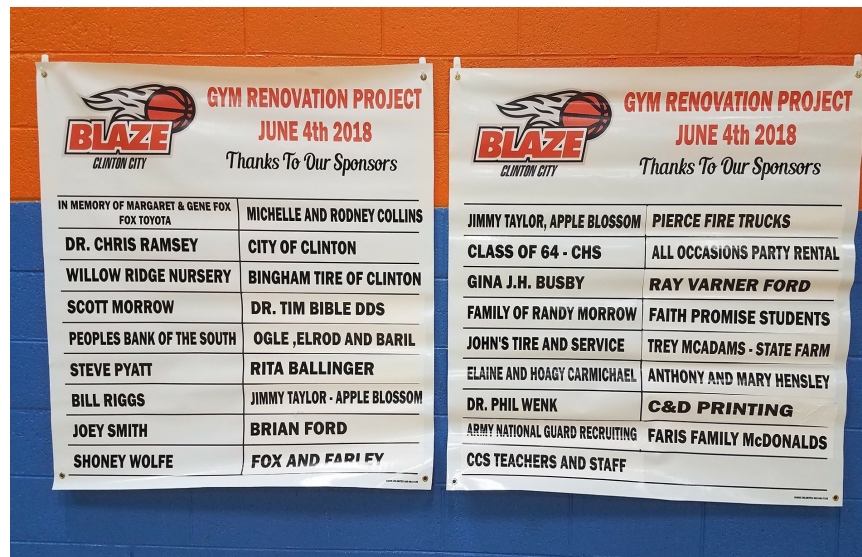 BLAZE
CLINTON CITY
GYM RENOVATION PROJECT
JUNE 4th 2018
Thanks To Our Sponsors
IN MEMORY OF MARGARET & GENE FOX
FOX TOYOTA
MICHELLE AND RODNEY COLLINS
DR. CHRIS RAMSEY
CITY OF CLINTON
WILLOW RIDGE NURSERY
BINGHAM TIRE OF CLINTON
SCOTT MORROW
DR. TIM BIBLE DDS
PEOPLES BANK OF THE SOUTH
OGLE ,ELROD AND BARIL
STEVE PYATT
RITA BALLINGER
BILL RIGGS
JIMMY TAYLOR - APPLE BLOSSOM
JOEY SMITH
BRIAN FORD
SHONEY WOLFE
FOX AND FARLEY
BLAZE
CLINTON CITY
GYM RENOVATION PROJECT
JUNE 4th 2018
Thanks To Our Sponsors
JIMMY TAYLOR, APPLE BLOSSOM
PIERCE FIRE TRUCKS
CLASS OF 64 - CHS
ALL OCCASIONS PARTY RENTAL
GINA J.H. BUSBY
RAY VARNER FORD
FAMILY OF RANDY MORROW
FAITH PROMISE STUDENTS
JOHN'S TIRE AND SERVICE
TREY MCADAMS - STATE FARM
ELAINE AND HOAGY CARMICHAEL
ANTHONY AND MARY HENSLEY
DR. PHIL WENK
C&D PRINTING
ARMY NATIONAL GUARD RECRUITING
FARIS FAMILY McDONALDS
CCS TEACHERS AND STAFF